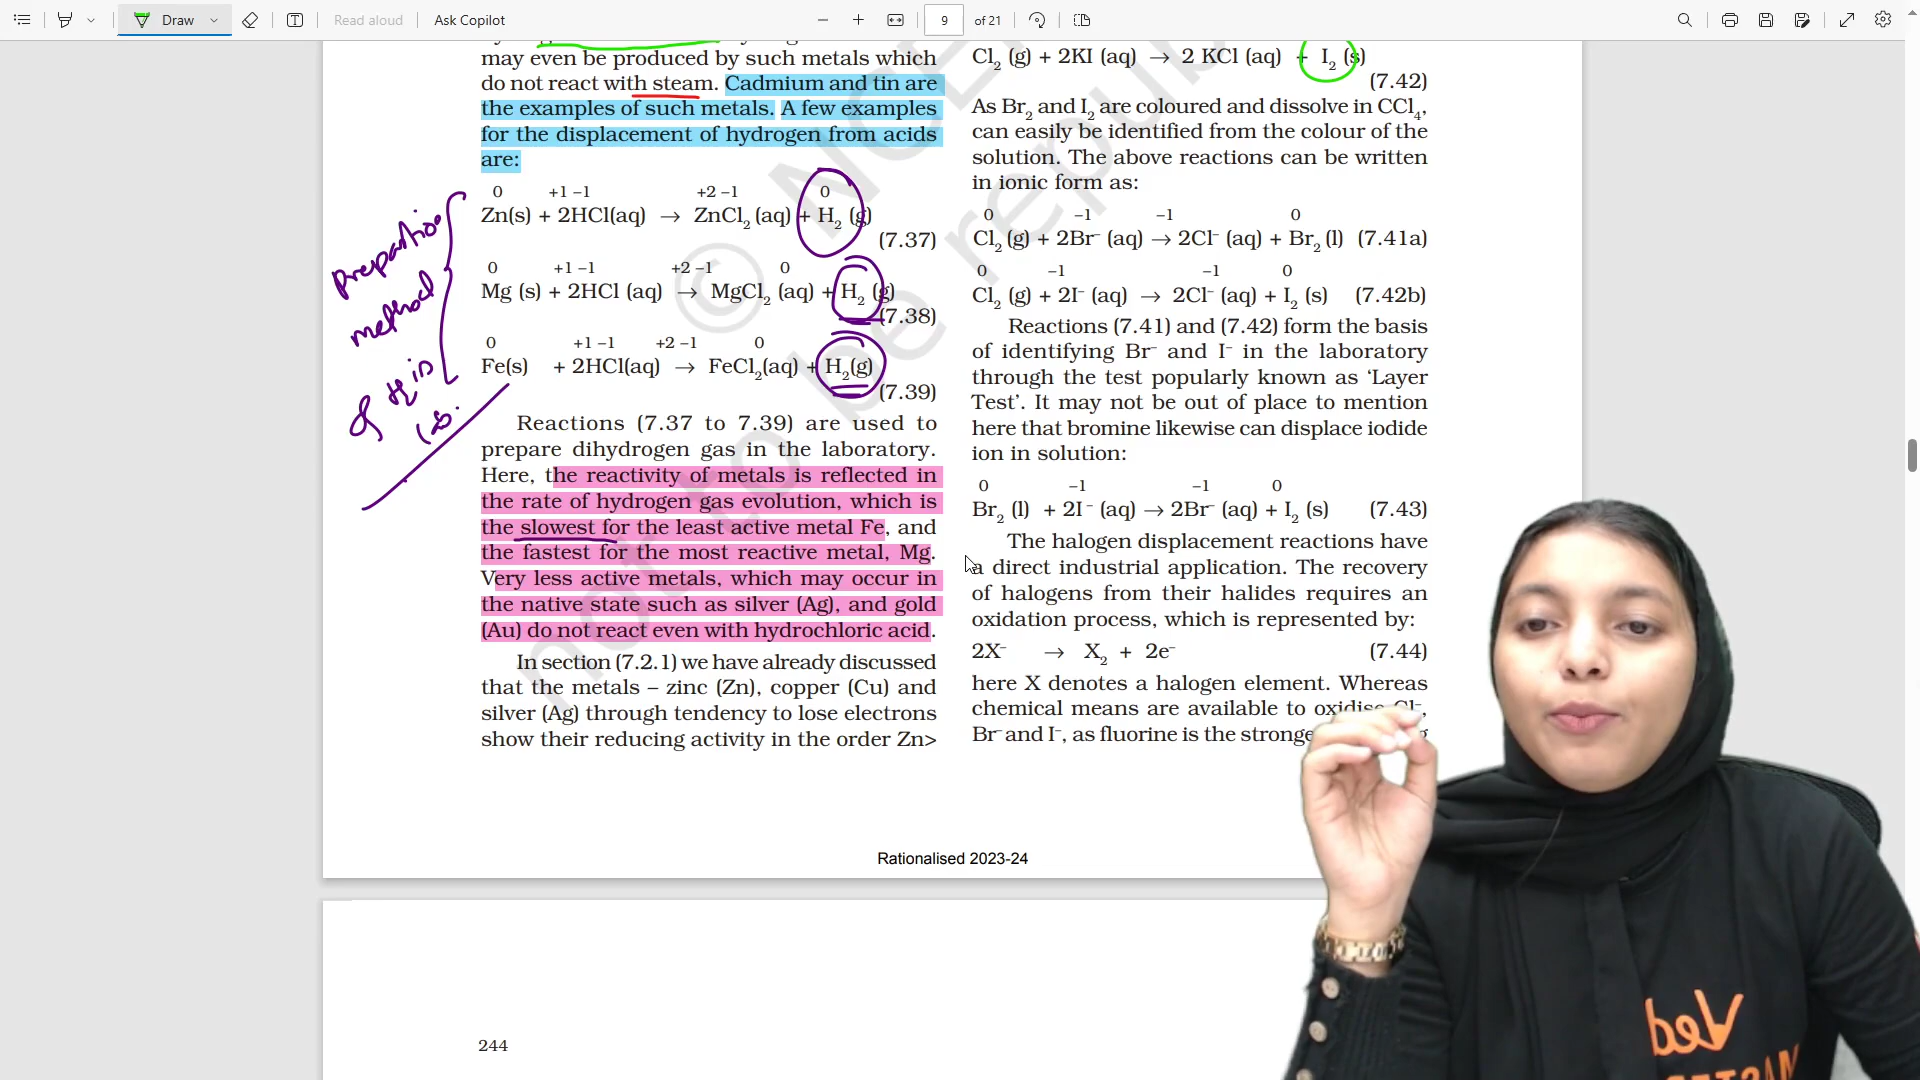 Draw
Read aloud
Ask Copilot
9 of 21
may even be produced by such metals which
do not react with steam. Cadmium and tin are
the examples of such metals. A few examples
for the displacement of hydrogen from acids
are:
0 +1 –1 +2 –1 0
Zn(s) + 2HCl(aq) → ZnCl₂ (aq) + H₂ (g)
(7.37)
0 +1 –1 +2 –1 0
Mg (s) + 2HCl (aq) → MgCl₂ (aq) + H₂ (g)
(7.38)
0 +1 –1 +2 –1 0
Fe(s) + 2HCl(aq) → FeCl₂(aq) + H₂(g)
(7.39)
Reactions (7.37 to 7.39) are used to
prepare dihydrogen gas in the laboratory.
Here, the reactivity of metals is reflected in
the rate of hydrogen gas evolution, which is
the slowest for the least active metal Fe, and
the fastest for the most reactive metal, Mg.
Very less active metals, which may occur in
the native state such as silver (Ag), and gold
(Au) do not react even with hydrochloric acid.
In section (7.2.1) we have already discussed
that the metals – zinc (Zn), copper (Cu) and
silver (Ag) through tendency to lose electrons
show their reducing activity in the order Zn>
method
of H₂ in
Cl₂ (g) + 2KI (aq) → 2 KCl (aq) + I₂ (s)
(7.42)
As Br₂ and I₂ are coloured and dissolve in CCl₄,
can easily be identified from the colour of the
solution. The above reactions can be written
in ionic form as:
0 –1 –1 0
Cl₂ (g) + 2Br⁻ (aq) → 2Cl⁻ (aq) + Br₂ (l) (7.41a)
0 –1 –1 0
Cl₂ (g) + 2I⁻ (aq) → 2Cl⁻ (aq) + I₂ (s) (7.42b)
Reactions (7.41) and (7.42) form the basis
of identifying Br⁻ and I⁻ in the laboratory
through the test popularly known as ‘Layer
Test’. It may not be out of place to mention
here that bromine likewise can displace iodide
ion in solution:
0 –1 –1 0
Br₂ (l) + 2I⁻ (aq) → 2Br⁻ (aq) + I₂ (s) (7.43)
The halogen displacement reactions have
a direct industrial application. The recovery
of halogens from their halides requires an
oxidation process, which is represented by:
2X⁻ → X₂ + 2e⁻ (7.44)
here X denotes a halogen element. Whereas
chemical means are available to oxidise Cl⁻,
Br⁻ and I⁻, as fluorine is the
© NCE
not to be republ
Rationalised 2023-24
244
Ved